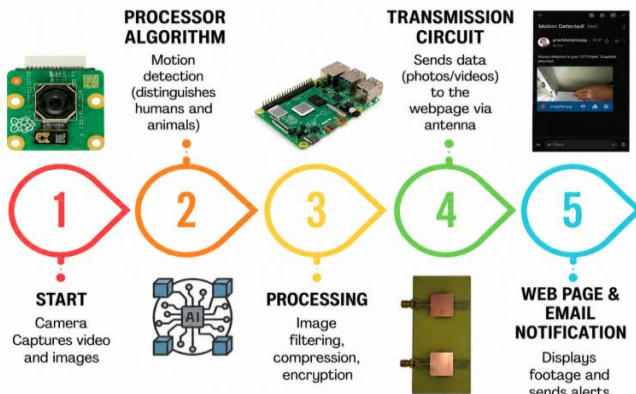 PROCESSOR
ALGORITHM
Motion
detection
(distinguishes
humans and
animals)
TRANSMISSION
CIRCUIT
Sends data
(photos/videos)
to the
webpage via
antenna
Motion Detected!
1
2
3
4
5
START
Camera
Captures video
and images
AI
PROCESSING
Image
filtering,
compression,
encryption
WEB PAGE &
EMAIL
NOTIFICATION
Displays
footage and
sends alerts